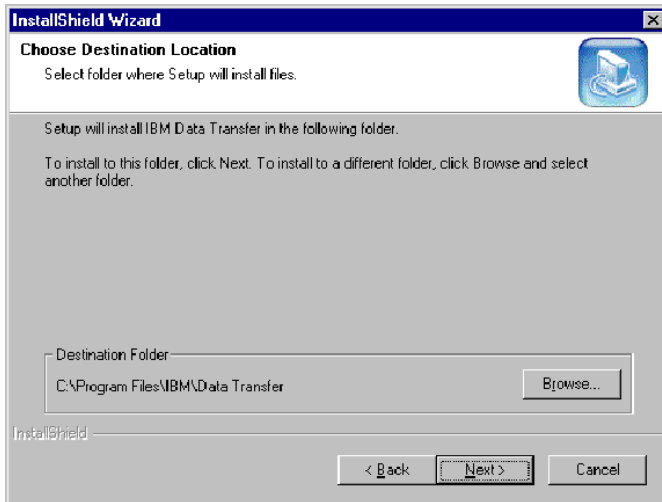 InstallShield Wizard
Choose Destination Location
Select folder where Setup will install files.
Setup will install IBM Data Transfer in the following folder.
To install to this folder, click Next. To install to a different folder, click Browse and select
another folder.
Destination Folder
C:\Program Files\IBM\Data Transfer
Browse...
InstallShield
< Back
Next >
Cancel